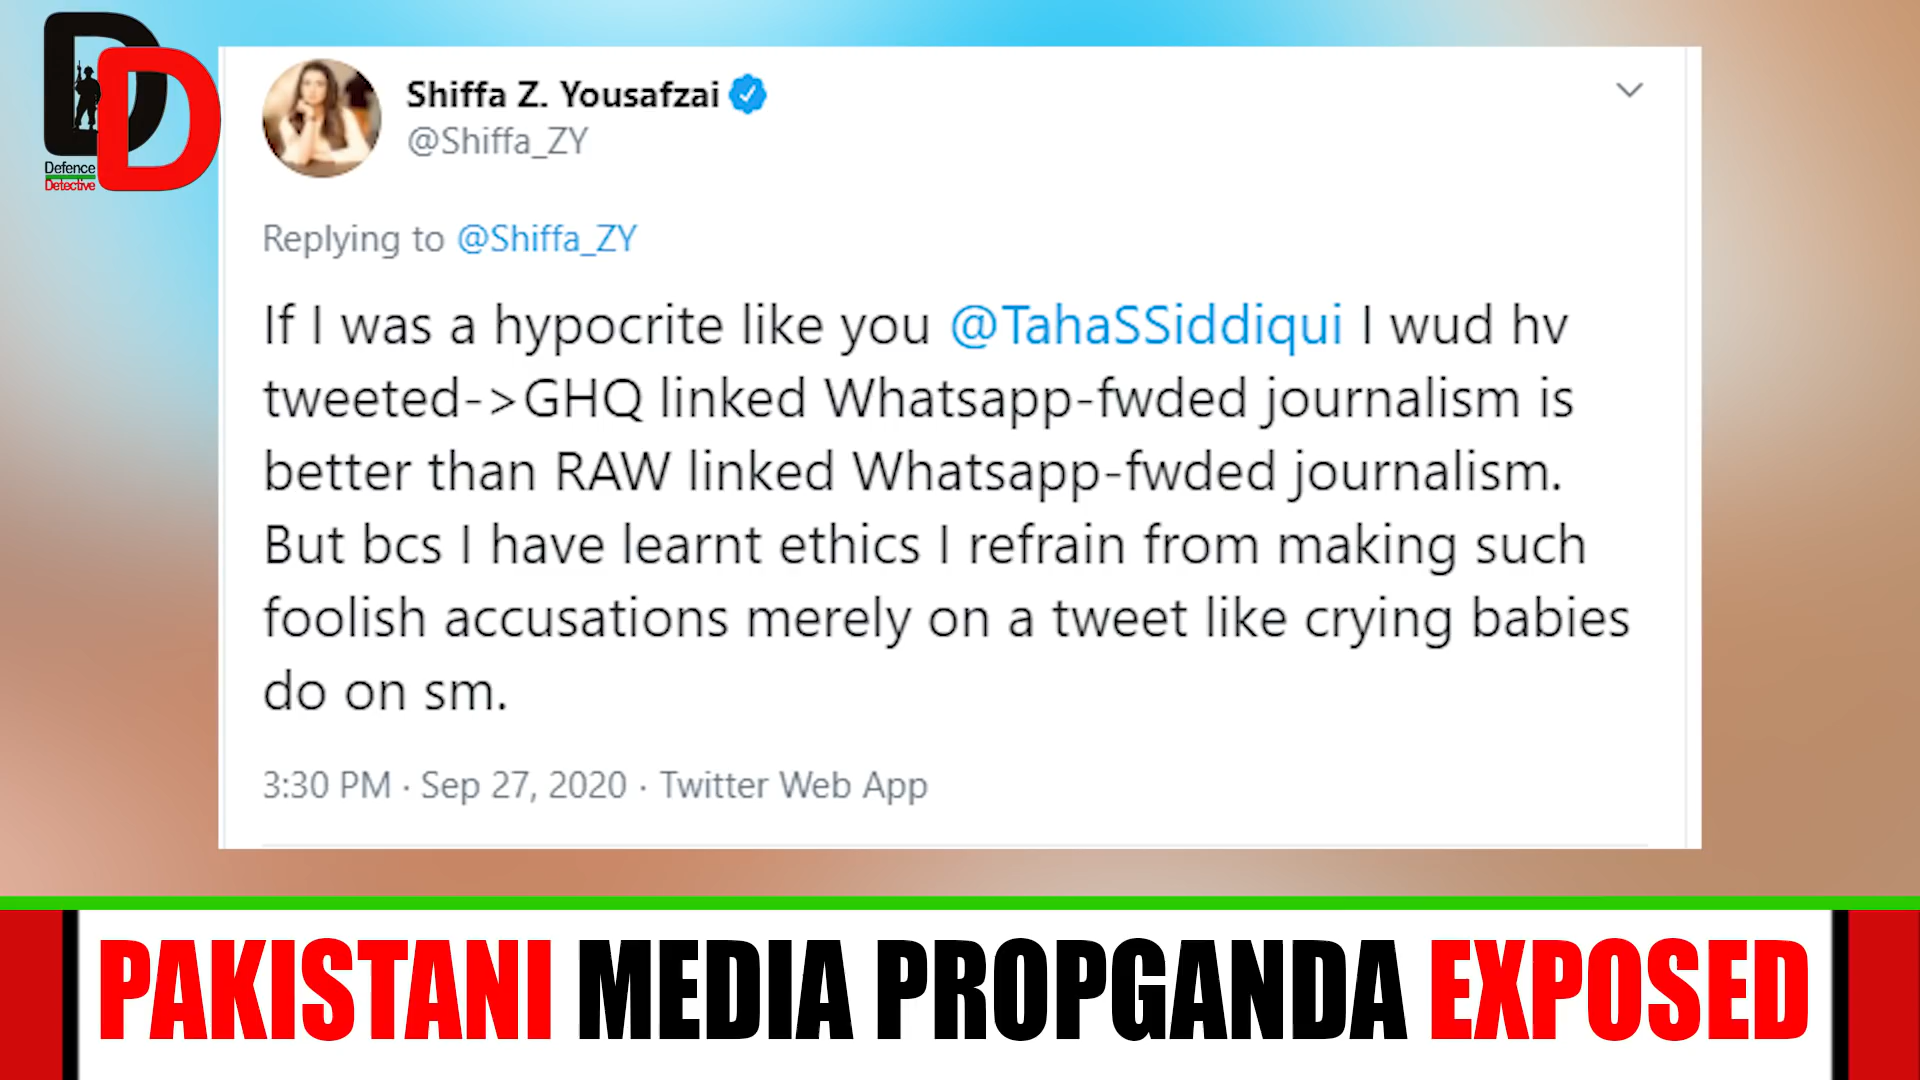 DD
Defence
Detective
Shiffa Z. Yousafzai
@Shiffa_ZY
Replying to @Shiffa_ZY
If I was a hypocrite like you @TahaSSiddiqui I wud hv
tweeted->GHQ linked Whatsapp-fwded journalism is
better than RAW linked Whatsapp-fwded journalism.
But bcs I have learnt ethics I refrain from making such
foolish accusations merely on a tweet like crying babies
do on sm.
3:30 PM · Sep 27, 2020 · Twitter Web App
PAKISTANI MEDIA PROPGANDA EXPOSED